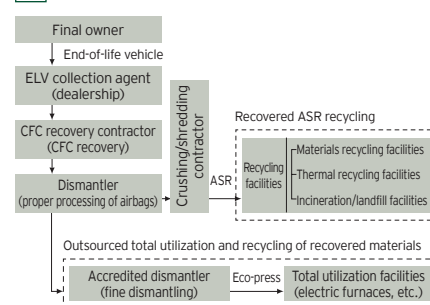 Final owner
End-of-life vehicle
ELV collection agent
(dealership)
CFC recovery contractor
(CFC recovery)
Dismantler
(proper processing of airbags)
Crushing/shredding
contractor
ASR
Recovered ASR recycling
Recycling
facilities
Materials recycling facilities
Thermal recycling facilities
Incineration/landfill facilities
Outsourced total utilization and recycling of recovered materials
Accredited dismantler
(fine dismantling)
Eco-press
Total utilization facilities
(electric furnaces, etc.)